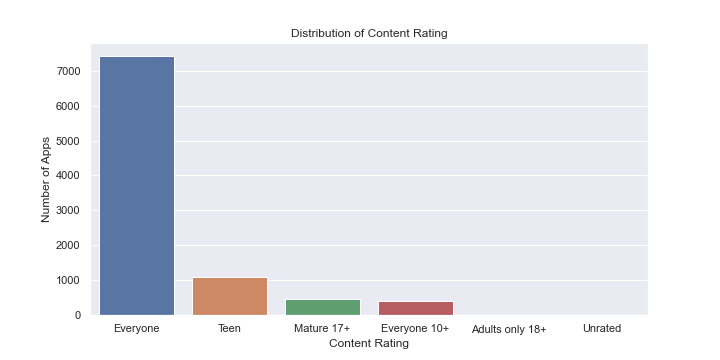 Distribution of Content Rating
Number of Apps
7000
6000
5000
4000
3000
2000
1000
0
Everyone Teen Mature 17+ Everyone 10+ Adults only 18+ Unrated
Content Rating